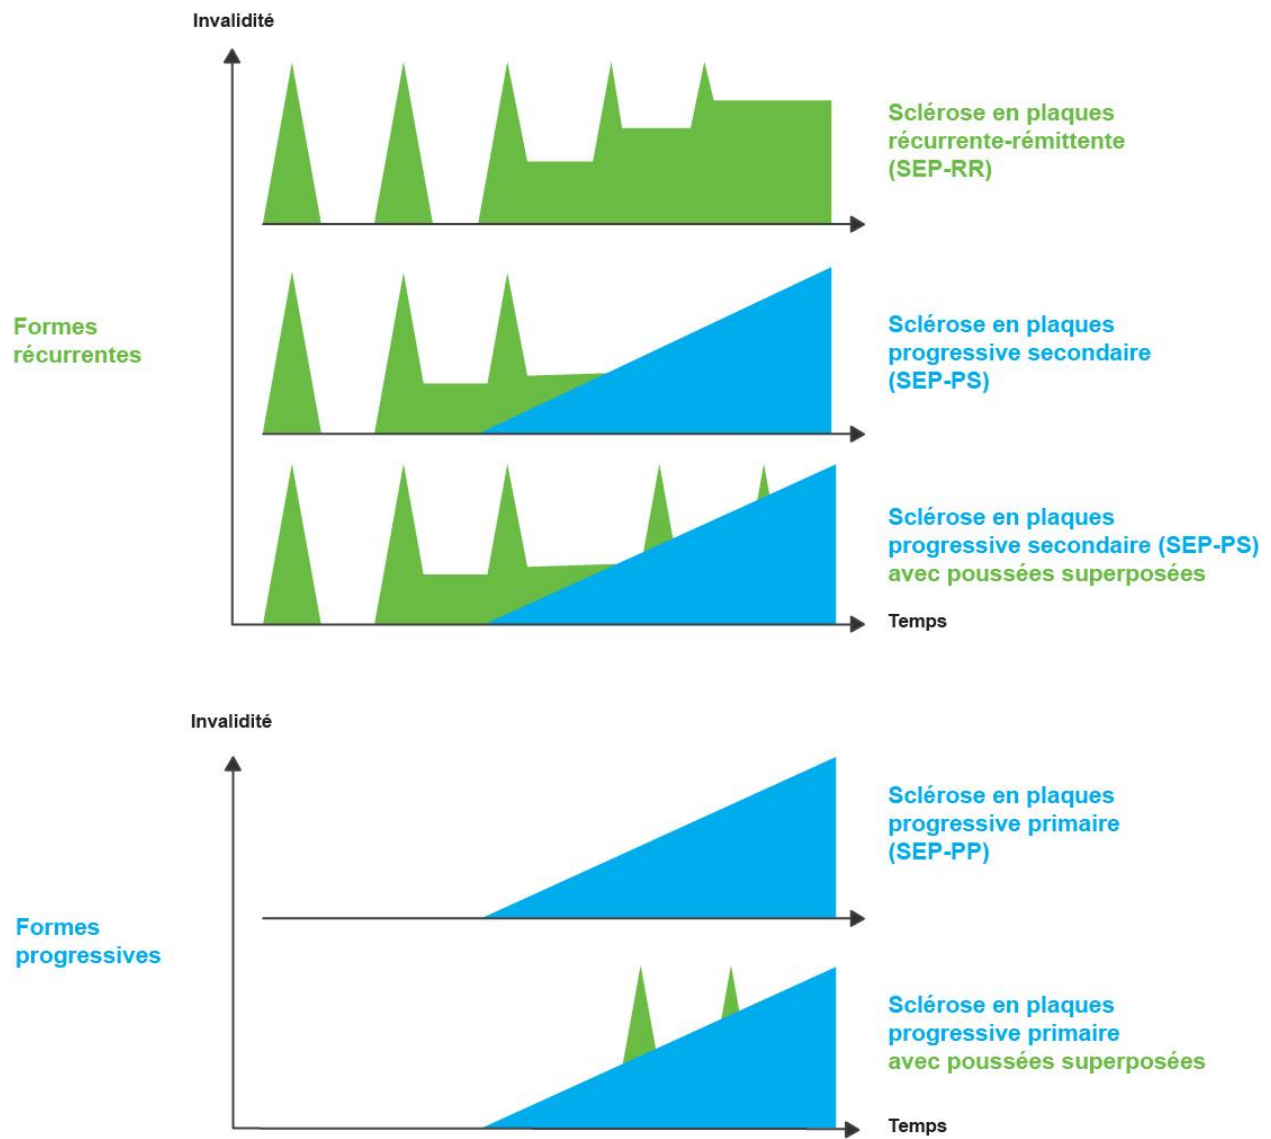 Invalidité
Sclérose en plaques
récurrente-rémittente
(SEP-RR)
Formes
récurrentes
Sclérose en plaques
progressive secondaire
(SEP-PS)
Sclérose en plaques
progressive secondaire (SEP-PS)
avec poussées superposées
Temps
Invalidité
Sclérose en plaques
progressive primaire
(SEP-PP)
Formes
progressives
Sclérose en plaques
progressive primaire
avec poussées superposées
Temps